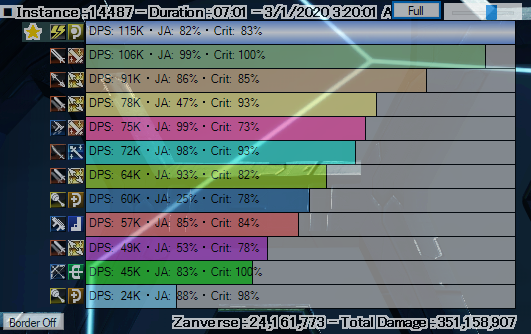 Instance :14487 – Duration :07:01 – 3/1/2020 3:20:01 A
Full
DPS: 115K • JA: 82% • Crit: 83%
DPS: 106K • JA: 99% • Crit: 100%
DPS: 91K • JA: 86% • Crit: 85%
DPS: 78K • JA: 47% • Crit: 93%
DPS: 75K • JA: 99% • Crit: 73%
DPS: 72K • JA: 98% • Crit: 93%
DPS: 64K • JA: 93% • Crit: 82%
DPS: 60K • JA: 25% • Crit: 78%
DPS: 57K • JA: 85% • Crit: 84%
DPS: 49K • JA: 53% • Crit: 78%
DPS: 45K • JA: 83% • Crit: 100%
DPS: 24K • JA: 88% • Crit: 98%
Border Off
Zanverse :24,161,773 – Total Damage :351,158,907